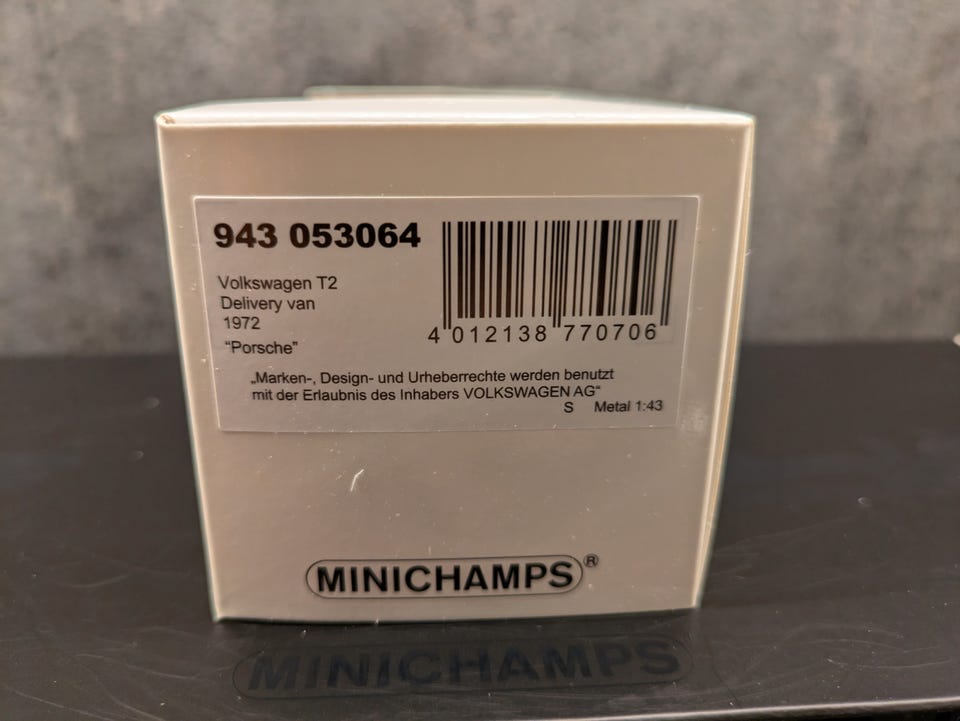 943 053064
Volkswagen T2
Delivery van
1972
"Porsche"
4 012138 770706
„Marken-, Design- und Urheberrechte werden benutzt
mit der Erlaubnis des Inhabers VOLKSWAGEN AG“
S Metal 1:43
MINICHAMPS®
MINICHAMPS